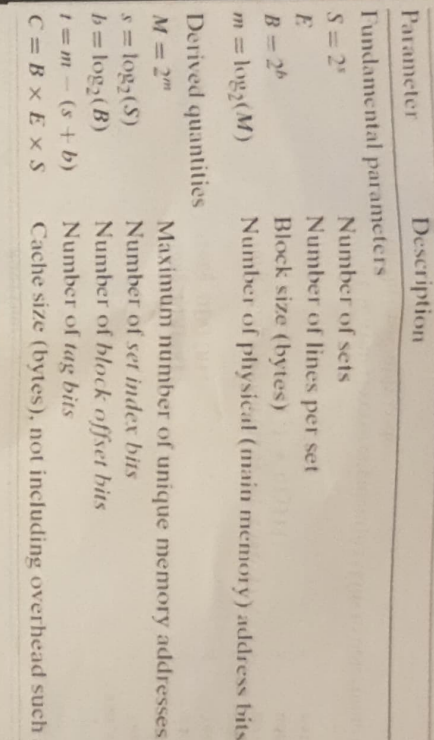 Parameter Description
Fundamental parameters
S = 2^s Number of sets
E Number of lines per set
B = 2^b Block size (bytes)
m = log₂(M) Number of physical (main memory) address bits
Derived quantities
M = 2^m Maximum number of unique memory addresses
s = log₂(S) Number of set index bits
b = log₂(B) Number of block offset bits
t = m − (s + b) Number of tag bits
C = B × E × S Cache size (bytes), not including overhead such